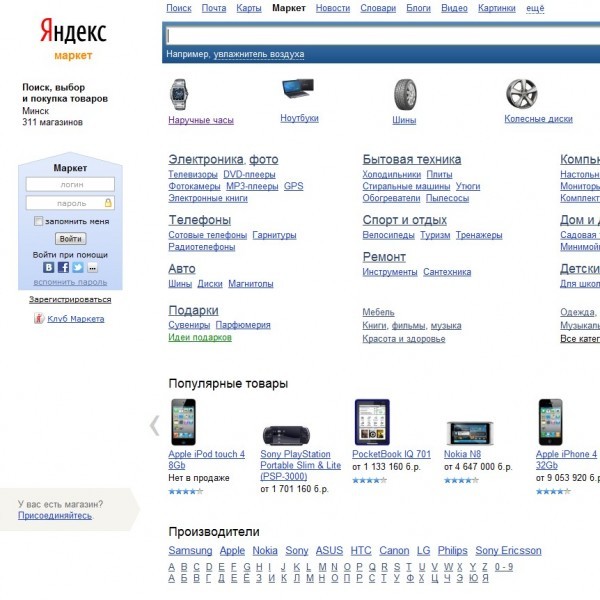 Поиск Почта Карты Маркет Новости Словари Блоги Видео Картинки ещё
Яндекс
маркет
Например, увлажнитель воздуха
Поиск, выбор
и покупка товаров
Минск
311 магазинов
Наручные часы Ноутбуки Шины Колесные диски
Маркет
логин
пароль
запомнить меня
Войти
Войти при помощи
В f ...
вспомнить пароль
Зарегистрироваться
Я Клуб Маркета
Электроника, фото
Телевизоры DVD-плееры
Фотокамеры MP3-плееры GPS
Электронные книги
Бытовая техника
Холодильники Плиты
Стиральные машины Утюги
Обогреватели Пылесосы
Компь
Настольн
Мониторы
Комплект
Телефоны
Сотовые телефоны Гарнитуры
Радиотелефоны
Спорт и отдых
Велосипеды Туризм Тренажеры
Дом и д
Садовая т
Минимойк
Авто
Шины Диски Магнитолы
Ремонт
Инструменты Сантехника
Детски
Для школ
Подарки
Сувениры Парфюмерия
Идеи подарков
Мебель
Книги, фильмы, музыка
Красота и здоровье
Одежда,
Музыкаль
Все катег
Популярные товары
Apple iPod touch 4
8Gb
Нет в продаже
Sony PlayStation
Portable Slim & Lite
(PSP-3000)
от 1 701 160 б.р.
PocketBook IQ 701
от 1 133 160 б.р.
Nokia N8
от 4 647 000 б.р.
Apple iPhone 4
32Gb
от 9 053 920 б.р
У вас есть магазин?
Присоединяйтесь.
Производители
Samsung Apple Nokia Sony ASUS HTC Canon LG Philips Sony Ericsson
A B C D E F G H I J K L M N O P Q R S T U V W X Y Z 0 - 9
А Б В Г Д Е Ё З И К Л М Н О П Р С Т У Ф Х Ц Ч Э Ю Я